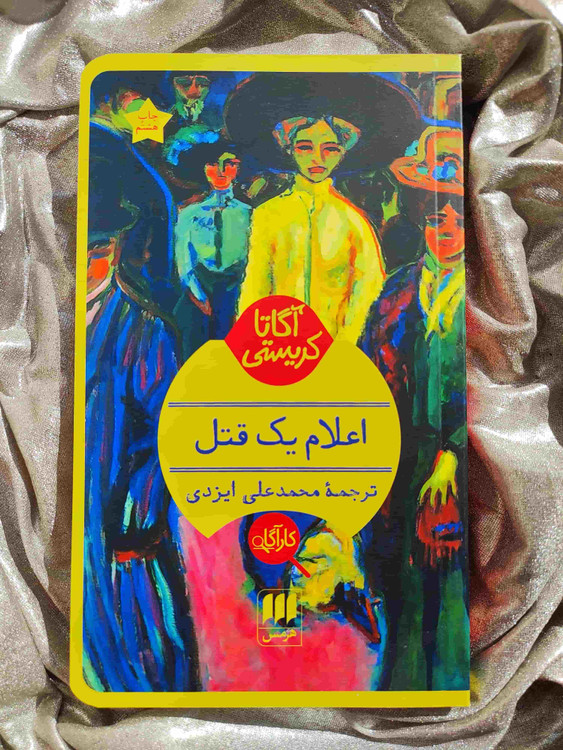 چاپ
هشتم
آگاتا
کریستی
اعلام یک قتل
ترجمهٔ محمدعلی ایزدی
کارآگاه
هرمس